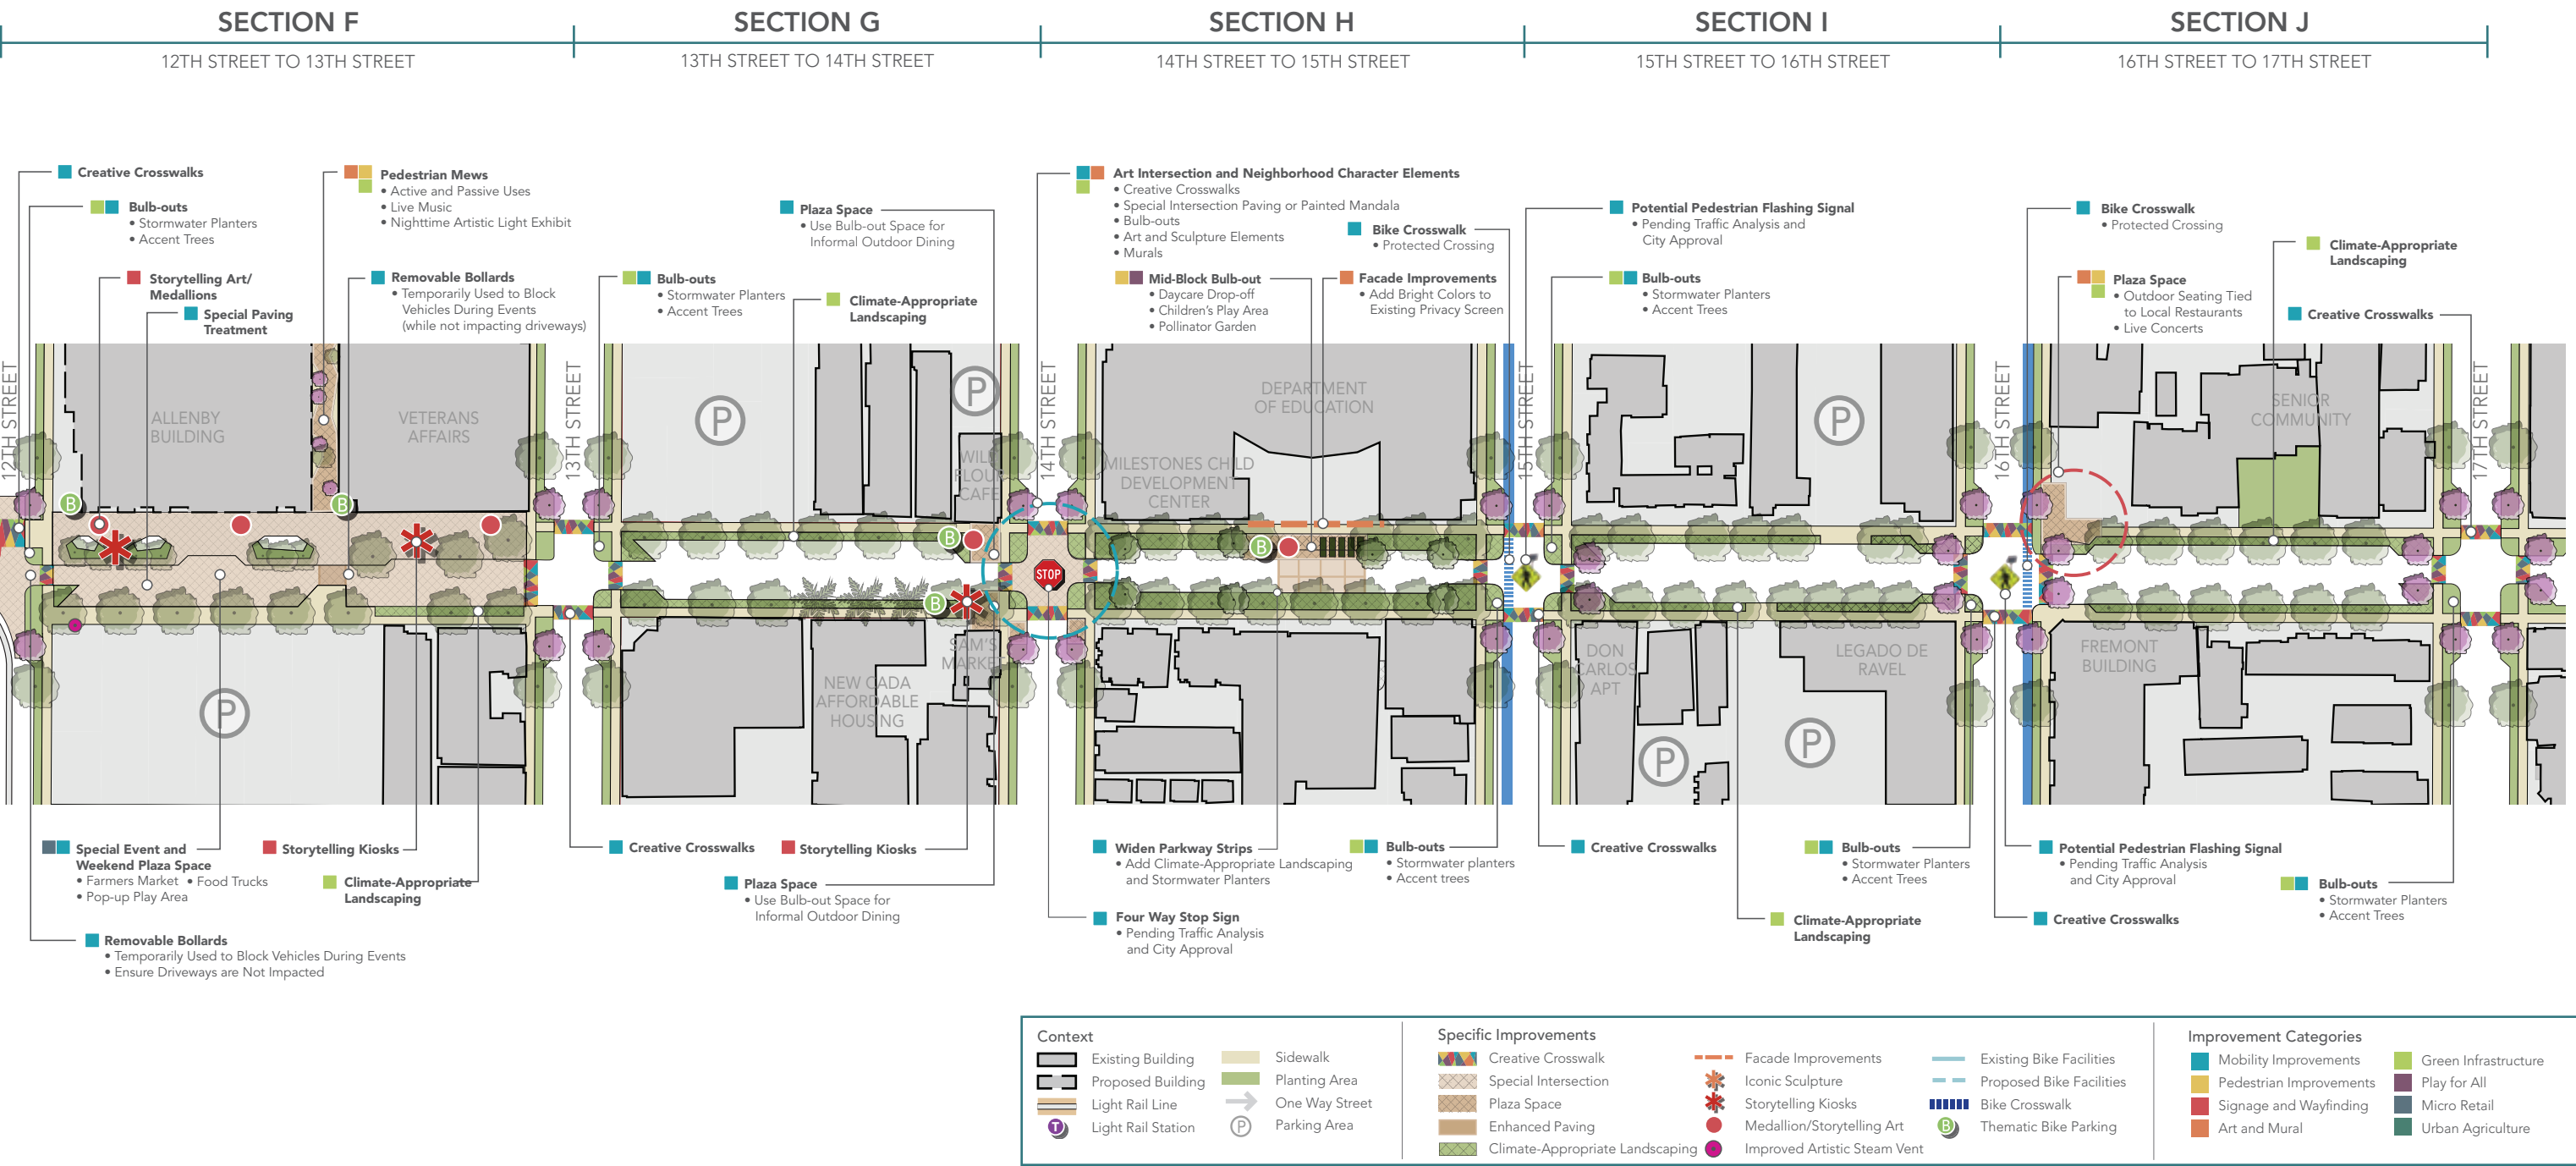 SECTION F
SECTION G
SECTION H
SECTION I
SECTION J
12TH STREET TO 13TH STREET
13TH STREET TO 14TH STREET
14TH STREET TO 15TH STREET
15TH STREET TO 16TH STREET
16TH STREET TO 17TH STREET
Creative Crosswalks
Bulb-outs
• Stormwater Planters
• Accent Trees
Storytelling Art/
Medallions
Special Paving
Treatment
Pedestrian Mews
• Active and Passive Uses
• Live Music
• Nighttime Artistic Light Exhibit
Removable Bollards
• Temporarily Used to Block
Vehicles During Events
(while not impacting driveways)
Plaza Space
• Use Bulb-out Space for
Informal Outdoor Dining
Bulb-outs
• Stormwater Planters
• Accent Trees
Climate-Appropriate
Landscaping
Art Intersection and Neighborhood Character Elements
• Creative Crosswalks
• Special Intersection Paving or Painted Mandala
• Bulb-outs
• Art and Sculpture Elements
• Murals
Bike Crosswalk
• Protected Crossing
Mid-Block Bulb-out
• Daycare Drop-off
• Children's Play Area
• Pollinator Garden
Facade Improvements
• Add Bright Colors to
Existing Privacy Screen
Potential Pedestrian Flashing Signal
• Pending Traffic Analysis and
City Approval
Bulb-outs
• Stormwater Planters
• Accent Trees
Bike Crosswalk
• Protected Crossing
Plaza Space
• Outdoor Seating Tied
to Local Restaurants
• Live Concerts
Climate-Appropriate
Landscaping
Creative Crosswalks
12TH STREET
13TH STREET
14TH STREET
15TH STREET
16TH STREET
17TH STREET
ALLENBY
BUILDING
VETERANS
AFFAIRS
P
P
WILD
FLOUR
CAFE
DEPARTMENT
OF EDUCATION
MILESTONES CHILD
DEVELOPMENT
CENTER
P
SENIOR
COMMUNITY
B
B
B
B
B
STOP
P
NEW CADA
AFFORDABLE
HOUSING
SAM'S
MARKET
DON
CARLOS
APT
P
P
LEGADO DE
RAVEL
FREMONT
BUILDING
Special Event and
Weekend Plaza Space
• Farmers Market • Food Trucks
• Pop-up Play Area
Storytelling Kiosks
Climate-Appropriate
Landscaping
Removable Bollards
• Temporarily Used to Block Vehicles During Events
• Ensure Driveways are Not Impacted
Creative Crosswalks
Storytelling Kiosks
Plaza Space
• Use Bulb-out Space for
Informal Outdoor Dining
Widen Parkway Strips
• Add Climate-Appropriate Landscaping
and Stormwater Planters
Bulb-outs
• Stormwater planters
• Accent trees
Four Way Stop Sign
• Pending Traffic Analysis
and City Approval
Creative Crosswalks
Bulb-outs
• Stormwater Planters
• Accent Trees
Climate-Appropriate
Landscaping
Potential Pedestrian Flashing Signal
• Pending Traffic Analysis
and City Approval
Creative Crosswalks
Bulb-outs
• Stormwater Planters
• Accent Trees
Context
Existing Building
Proposed Building
Light Rail Line
T Light Rail Station
Sidewalk
Planting Area
One Way Street
P Parking Area
Specific Improvements
Creative Crosswalk
Special Intersection
Plaza Space
Enhanced Paving
Climate-Appropriate Landscaping
Facade Improvements
Iconic Sculpture
Storytelling Kiosks
Medallion/Storytelling Art
Improved Artistic Steam Vent
Existing Bike Facilities
Proposed Bike Facilities
Bike Crosswalk
B Thematic Bike Parking
Improvement Categories
Mobility Improvements
Pedestrian Improvements
Signage and Wayfinding
Art and Mural
Green Infrastructure
Play for All
Micro Retail
Urban Agriculture